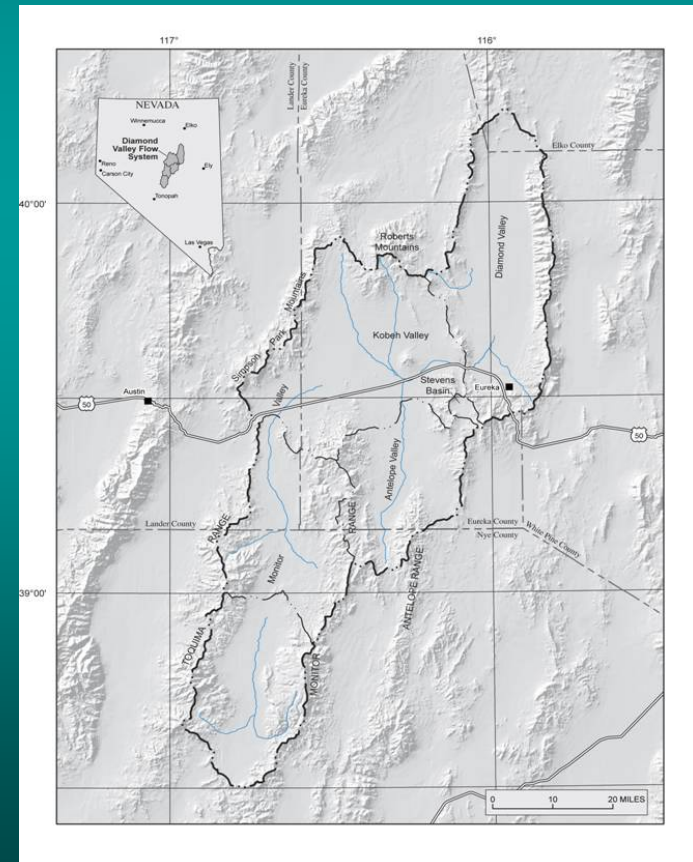 117°
116°
Lander County
Eureka County
NEVADA
Winnemucca
Elko
Diamond
Valley Flow
System
Reno
Carson City
Ely
Tonopah
Las Vegas
Elko County
40°00'
Roberts
Mountains
Diamond Valley
Simpson Park Mountains
Kobeh Valley
Stevens
Basin
Eureka
Austin
50
Valley
50
Antelope Valley
RANGE
RANGE
Lander County
Eureka County
Nye County
White Pine County
Monitor
39°00'
ANTELOPE RANGE
TOQUIMA
MONITOR
0 10 20 MILES